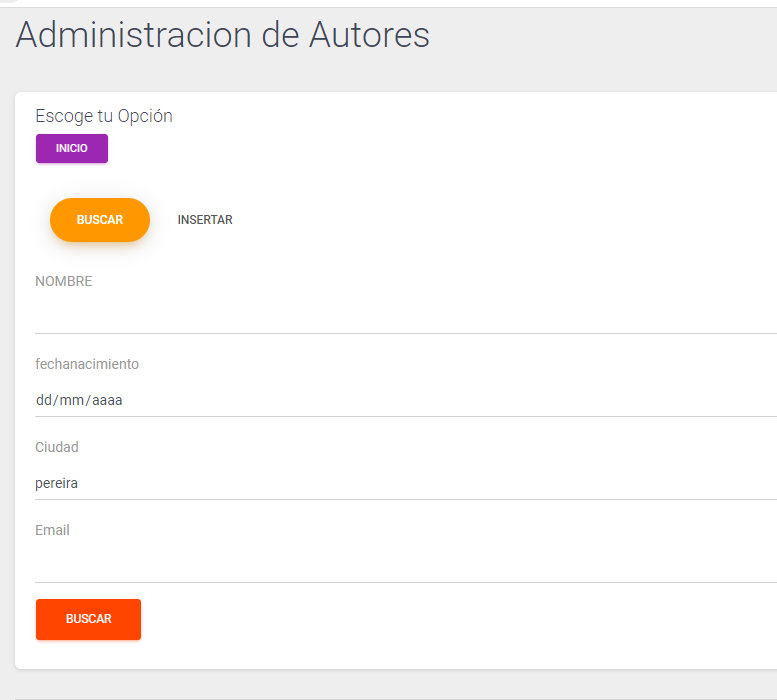 Administracion de Autores
Escoge tu Opción
INICIO
BUSCAR INSERTAR
NOMBRE
fechanacimiento
dd/mm/aaaa
Ciudad
pereira
Email
BUSCAR